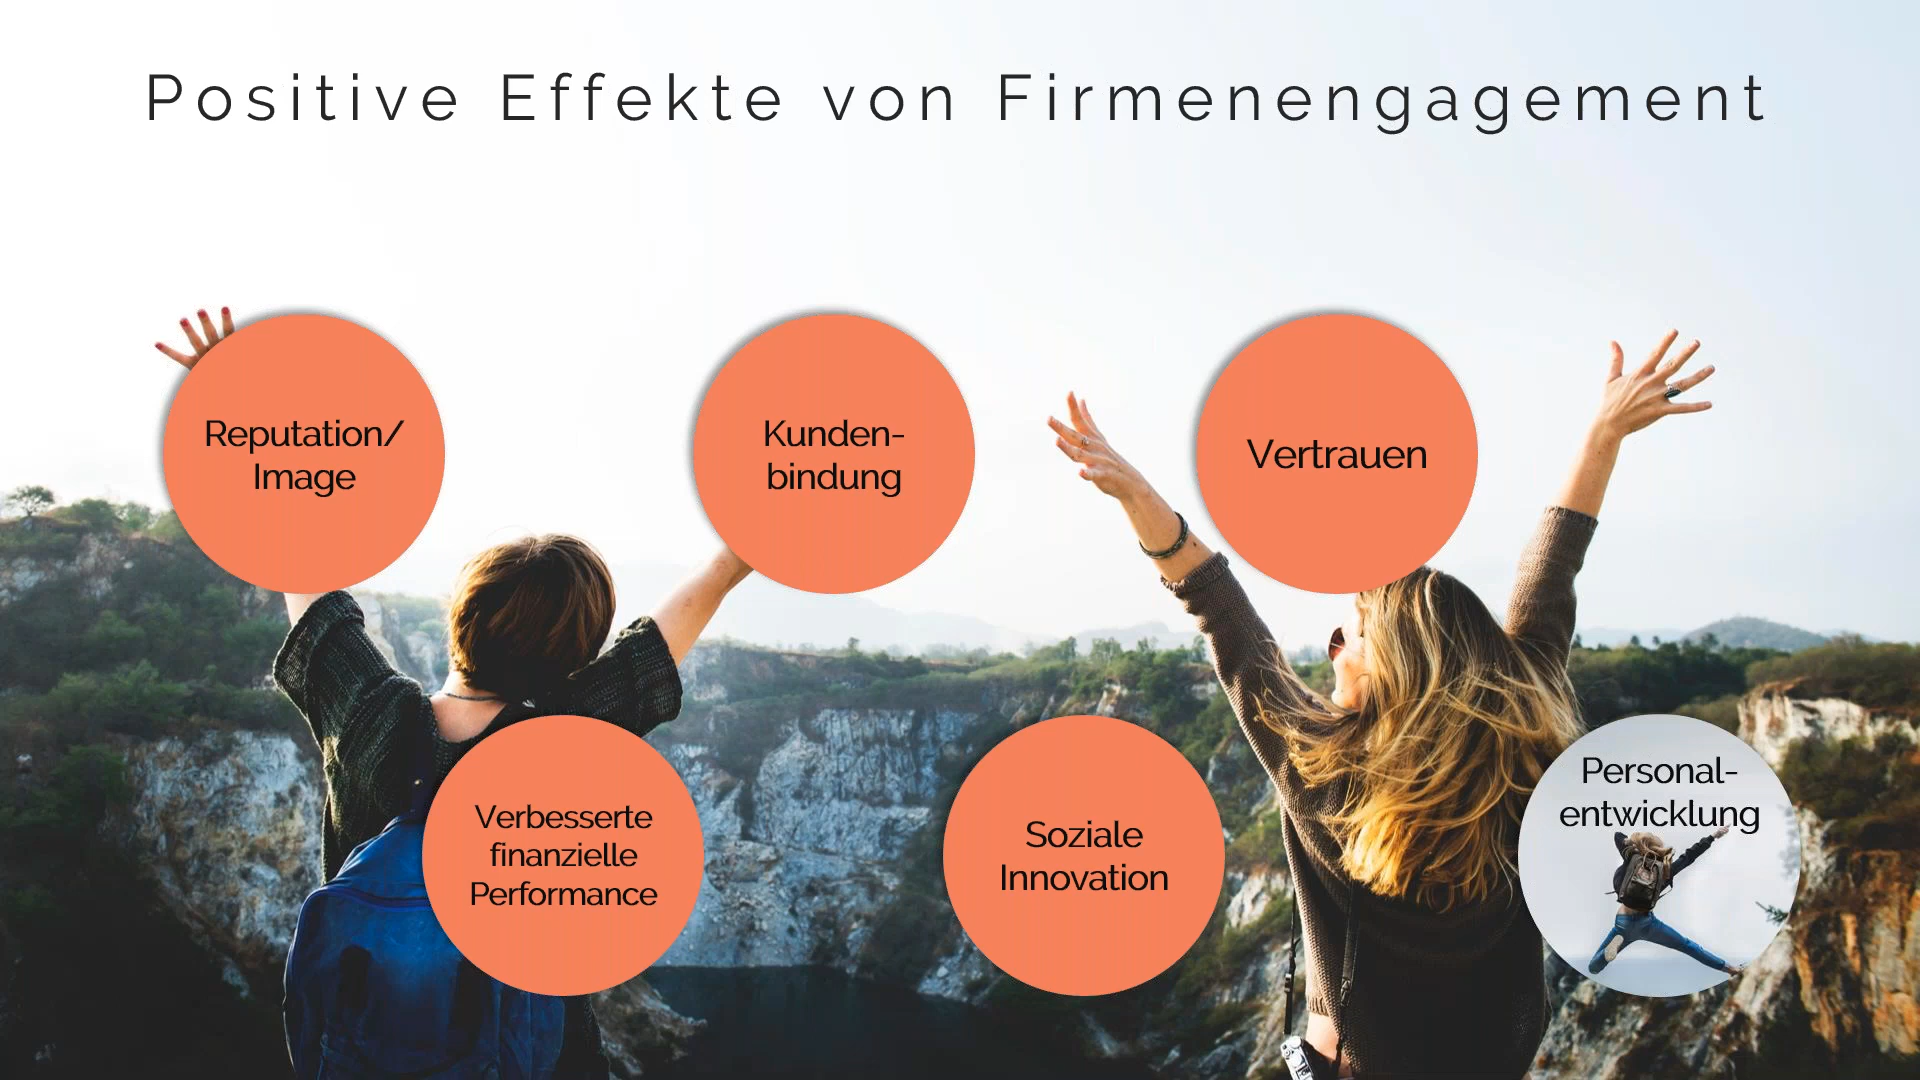 Positive Effekte von Firmenengagement
Reputation/
Image
Kunden-
bindung
Vertrauen
Verbesserte
finanzielle
Performance
Soziale
Innovation
Personal-
entwicklung